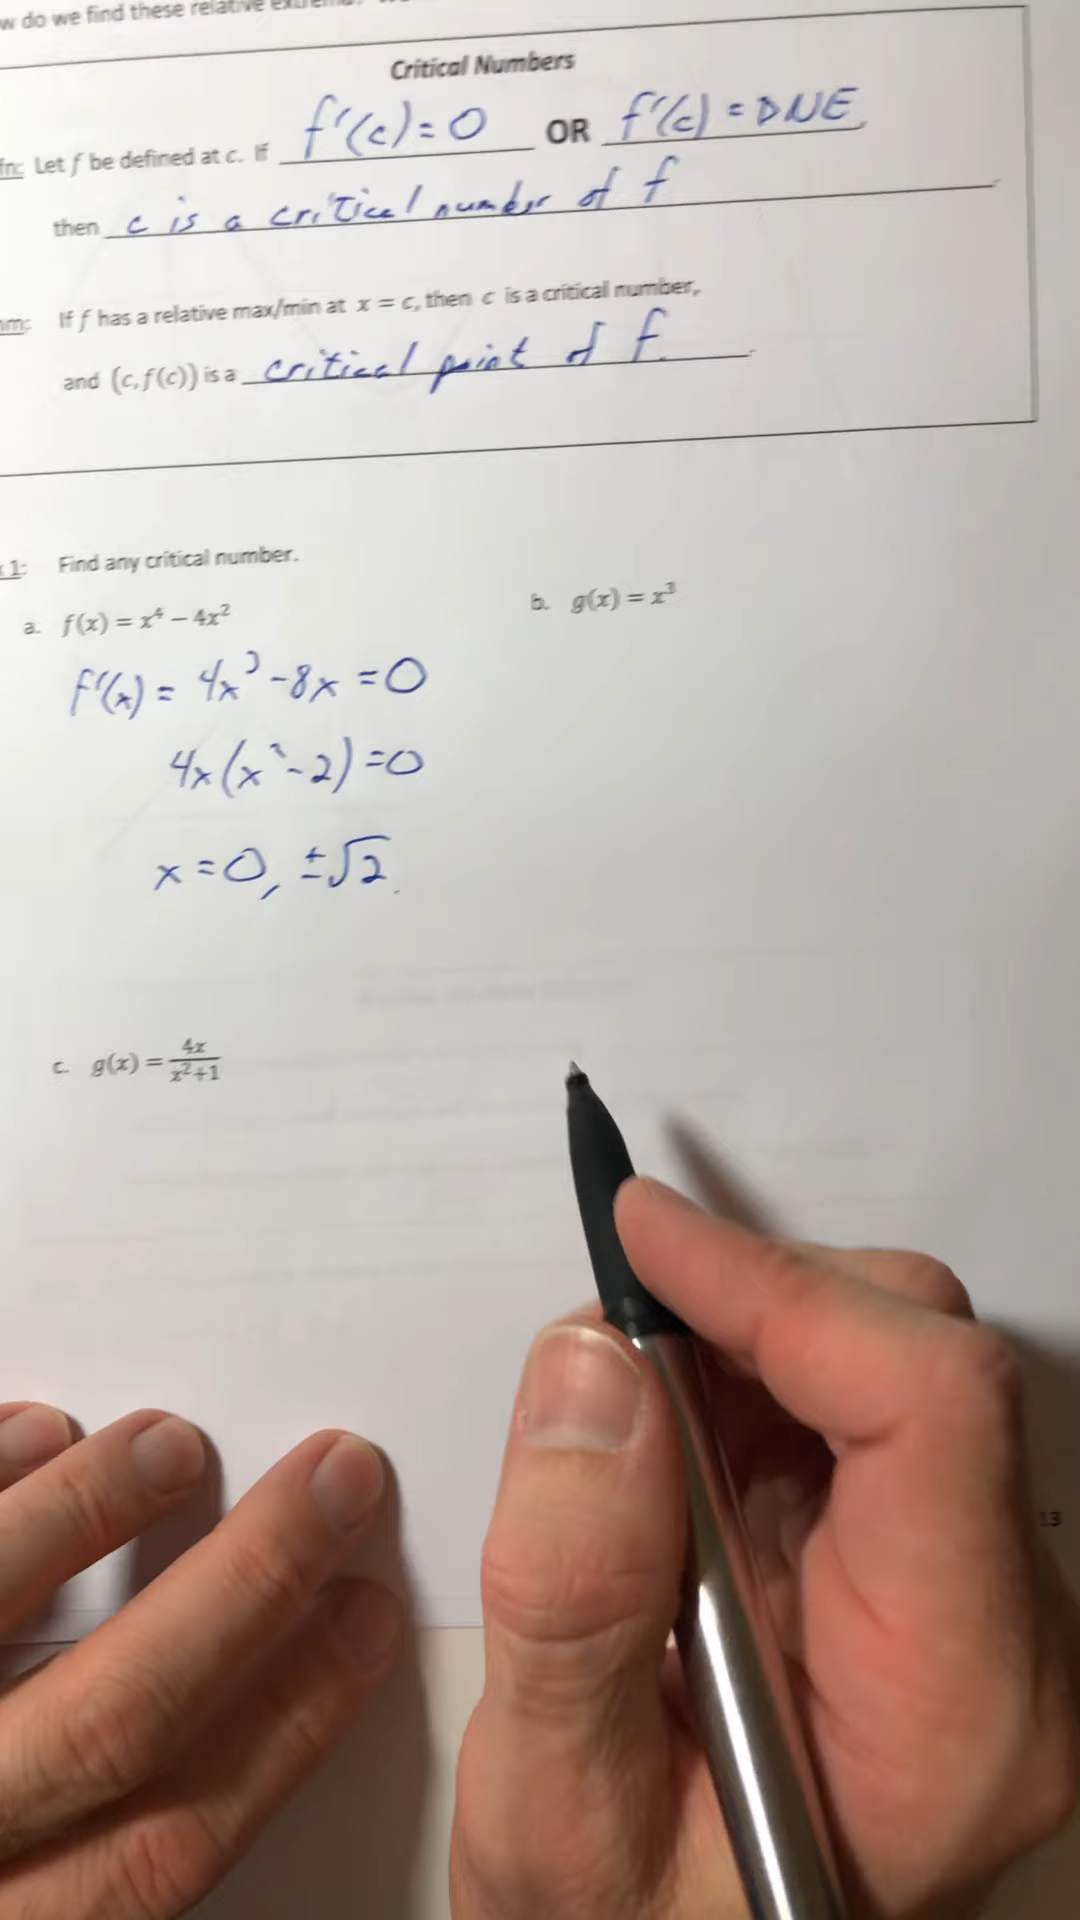 w do we find these relative
Critical Numbers
fn: Let f be defined at c. If f'(c) = 0 OR f'(c) = DNE,
then c is a critical number of f.
m: If f has a relative max/min at x = c, then c is a critical number,
and (c, f(c)) is a critical point of f.
1: Find any critical number.
a. f(x) = x⁴ − 4x²
b. g(x) = x³
f'(x) = 4x³ - 8x = 0
4x(x² - 2) = 0
x = 0, ±√2.
c. g(x) = 4x/(x²+1)
13